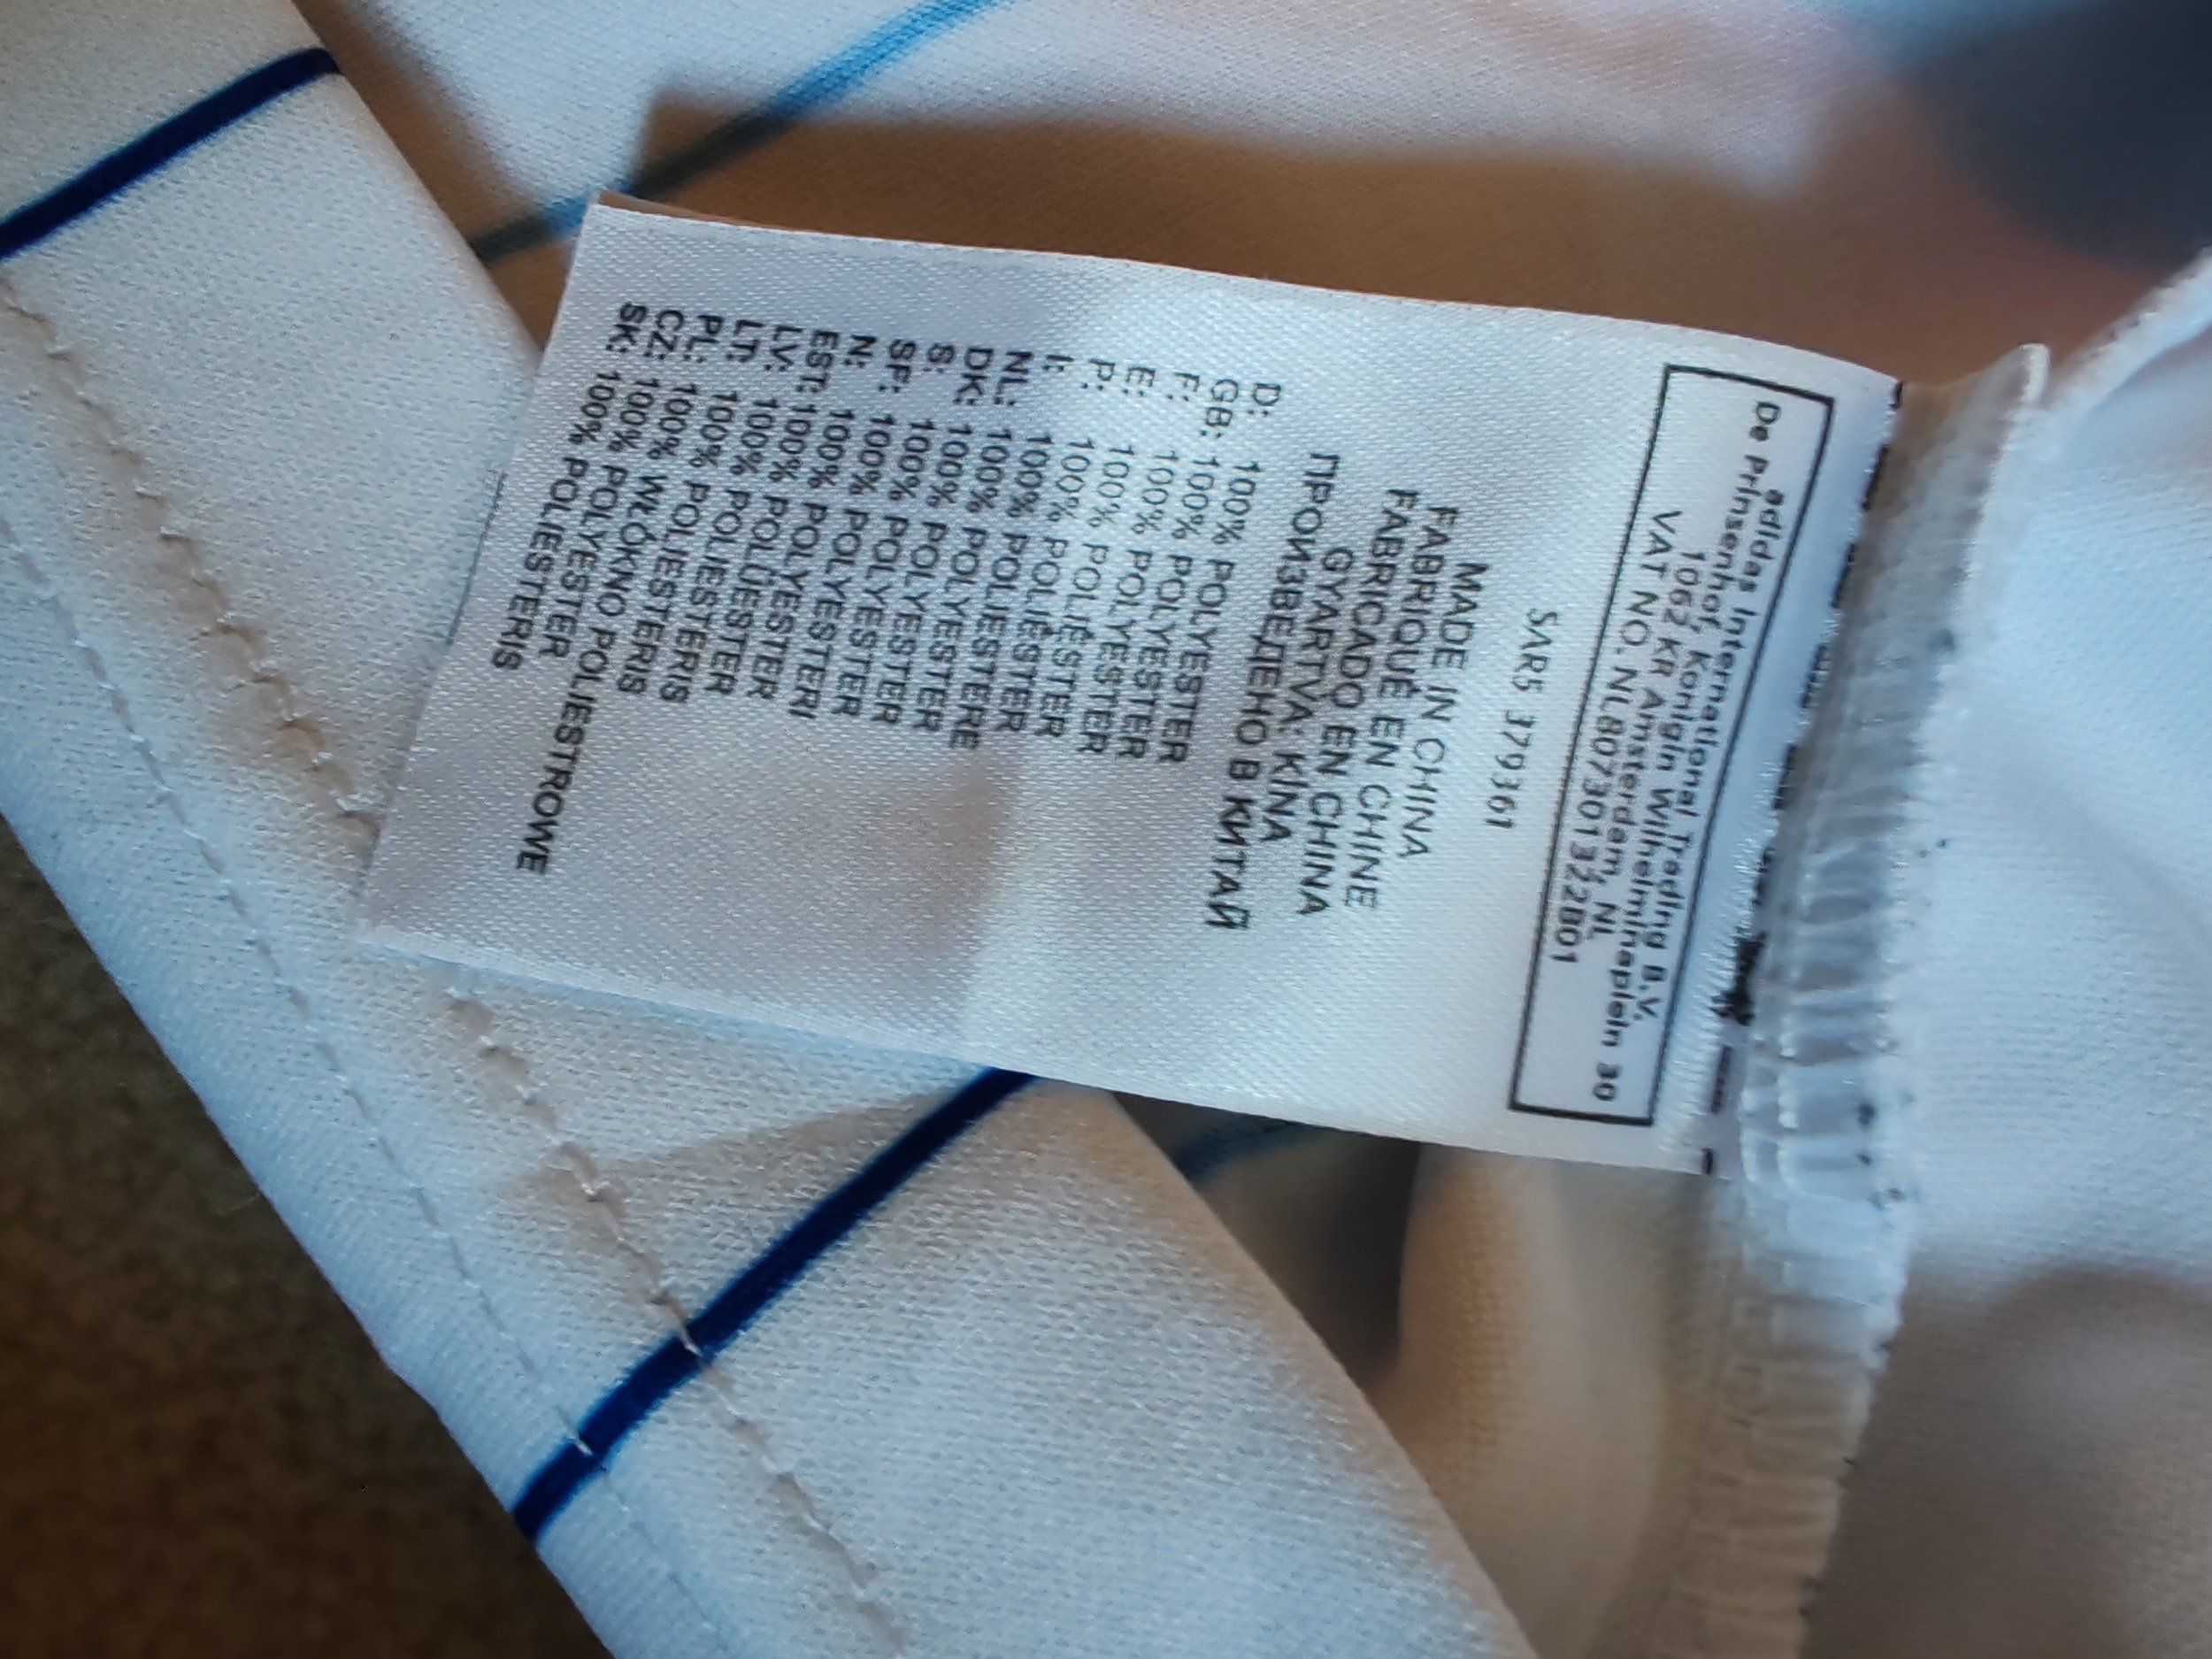 adidas International Trading B.V.
De Prinsenhof, Konigin Wilhelminaplein 30
1062 KR Amsterdam, NL
VAT NO. NL807301322B01
SAR5 379361
MADE IN CHINA
FABRIQUÉ EN CHINE
FABRICADO EN CHINA
GYÁRTVA: KÍNA
ПРОИЗВЕДЕНО В КИТАЙ
D: 100% POLYESTER
GB: 100% POLYESTER
F: 100% POLYESTER
E: 100% POLIÉSTER
P: 100% POLIÉSTER
I: 100% POLIESTERE
NL: 100% POLYESTER
DK: 100% POLYESTER
S: 100% POLYESTER
SF: 100% POLYESTERI
N: 100% POLYESTER
EST: 100% POLÜESTER
LV: 100% POLIESTERIS
LT: 100% POLIESTERIS
PL: 100% WŁÓKNO POLIESTROWE
CZ: 100% POLYESTER
SK: 100% POLIESTERIS